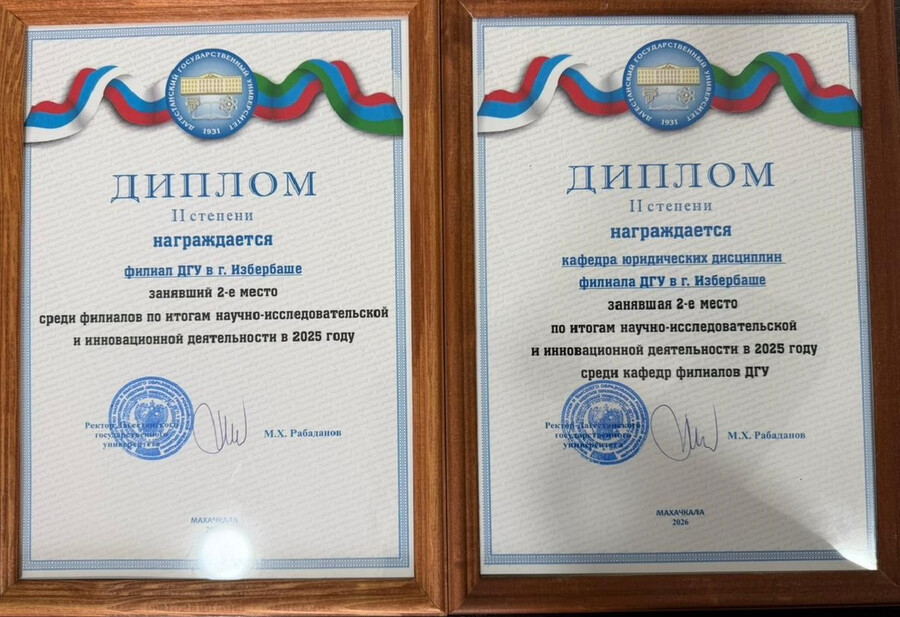 ДАГЕСТАНСКИЙ ГОСУДАРСТВЕННЫЙ УНИВЕРСИТЕТ
1931
ДИПЛОМ
II степени
награждается
филиал ДГУ в г. Избербаше
занявший 2-е место
среди филиалов по итогам научно-исследовательской
и инновационной деятельности в 2025 году
Ректор Дагестанского
государственного
университета
М.Х. Рабаданов
МАХАЧКАЛА
ДАГЕСТАНСКИЙ ГОСУДАРСТВЕННЫЙ УНИВЕРСИТЕТ
1931
ДИПЛОМ
II степени
награждается
кафедра юридических дисциплин
филиала ДГУ в г. Избербаше
занявшая 2-е место
по итогам научно-исследовательской
и инновационной деятельности в 2025 году
среди кафедр филиалов ДГУ
Ректор Дагестанского
государственного
университета
М.Х. Рабаданов
МАХАЧКАЛА
2026